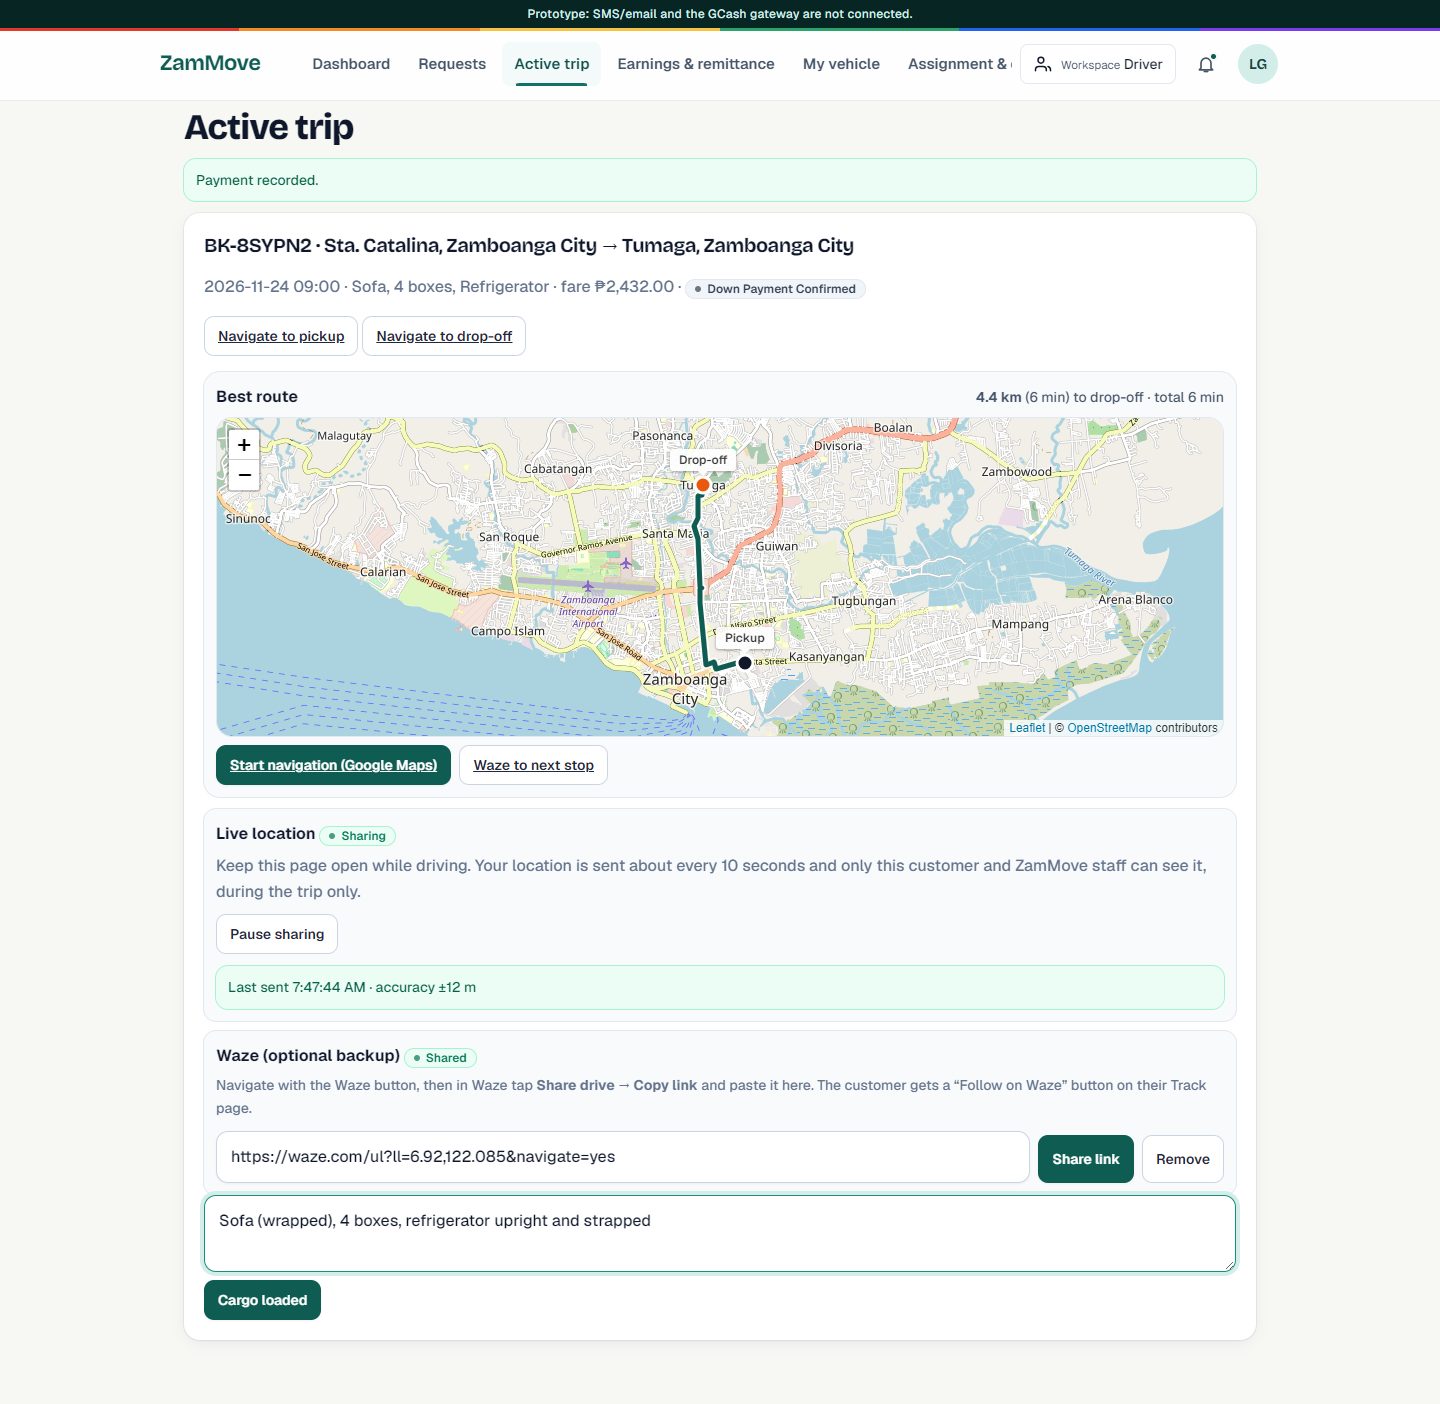 Prototype: SMS/email and the GCash gateway are not connected.
ZamMove
Dashboard
Requests
Active trip
Earnings & remittance
My vehicle
Assignment &
Workspace Driver
LG
Active trip
Payment recorded.
BK-8SYPN2 · Sta. Catalina, Zamboanga City → Tumaga, Zamboanga City
2026-11-24 09:00 · Sofa, 4 boxes, Refrigerator · fare ₱2,432.00 · Down Payment Confirmed
Navigate to pickup
Navigate to drop-off
Best route
4.4 km (6 min) to drop-off · total 6 min
+
−
Malagutay
Pasonanca
Boalan
Divisoria
Drop-off
Cabatangan
Zambowood
Sinunoc
San Roque
Governor Ramos Avenue
Guiwan
San Jose Street
Calarian
San Jose Street
Tumaga River
Zamboanga
International
Airport
Tugbungan
Arena Blanco
Campo Islam
San Jose Road
Pickup
Mampang
Kasanyangan
Zamboanga
City
Leaflet | © OpenStreetMap contributors
Start navigation (Google Maps)
Waze to next stop
Live location
Sharing
Keep this page open while driving. Your location is sent about every 10 seconds and only this customer and ZamMove staff can see it,
during the trip only.
Pause sharing
Last sent 7:47:44 AM · accuracy ±12 m
Waze (optional backup)
Shared
Navigate with the Waze button, then in Waze tap Share drive → Copy link and paste it here. The customer gets a “Follow on Waze” button on their Track
page.
https://waze.com/ul?ll=6.92,122.085&navigate=yes
Share link
Remove
Sofa (wrapped), 4 boxes, refrigerator upright and strapped
Cargo loaded